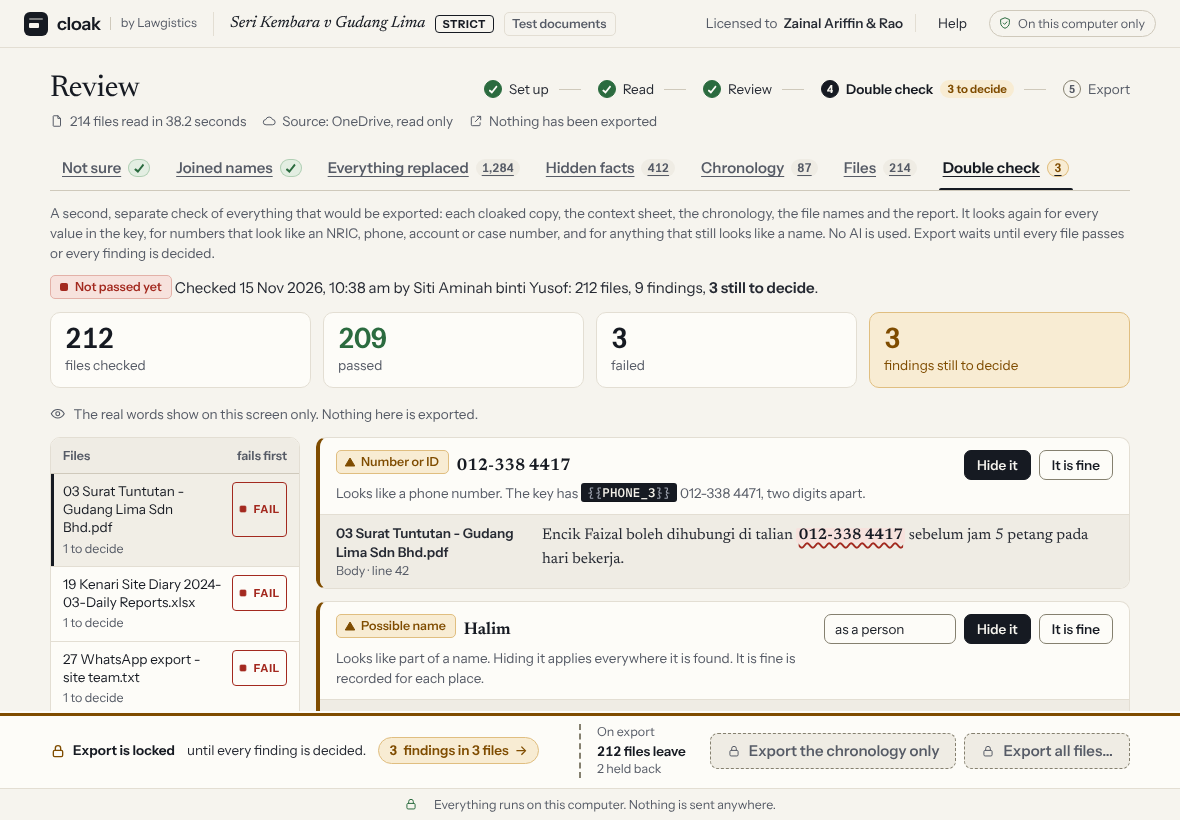 cloak by Lawgistics Seri Kembara v Gudang Lima STRICT Test documents Licensed to Zainal Ariffin & Rao Help On this computer only
Review
Set up Read Review 4 Double check 3 to decide 5 Export
214 files read in 38.2 seconds Source: OneDrive, read only Nothing has been exported
Not sure Joined names Everything replaced 1,284 Hidden facts 412 Chronology 87 Files 214 Double check 3
A second, separate check of everything that would be exported: each cloaked copy, the context sheet, the chronology, the file names and the report. It looks again for every
value in the key, for numbers that look like an NRIC, phone, account or case number, and for anything that still looks like a name. No AI is used. Export waits until every file passes
or every finding is decided.
Not passed yet Checked 15 Nov 2026, 10:38 am by Siti Aminah binti Yusof: 212 files, 9 findings, 3 still to decide.
212 209 3 3
files checked passed failed findings still to decide
The real words show on this screen only. Nothing here is exported.
Files fails first
03 Surat Tuntutan -
Gudang Lima Sdn
Bhd.pdf
FAIL
1 to decide
19 Kenari Site Diary 2024-
03-Daily Reports.xlsx
FAIL
1 to decide
27 WhatsApp export -
site team.txt
FAIL
1 to decide
Number or ID 012-338 4417 Hide it It is fine
Looks like a phone number. The key has {{PHONE_3}} 012-338 4471, two digits apart.
03 Surat Tuntutan - Gudang
Lima Sdn Bhd.pdf
Body · line 42
Encik Faizal boleh dihubungi di talian 012-338 4417 sebelum jam 5 petang pada
hari bekerja.
Possible name Halim as a person Hide it It is fine
Looks like part of a name. Hiding it applies everywhere it is found. It is fine is
recorded for each place.
Export is locked until every finding is decided. 3 findings in 3 files →
On export
212 files leave
2 held back
Export the chronology only Export all files…
Everything runs on this computer. Nothing is sent anywhere.